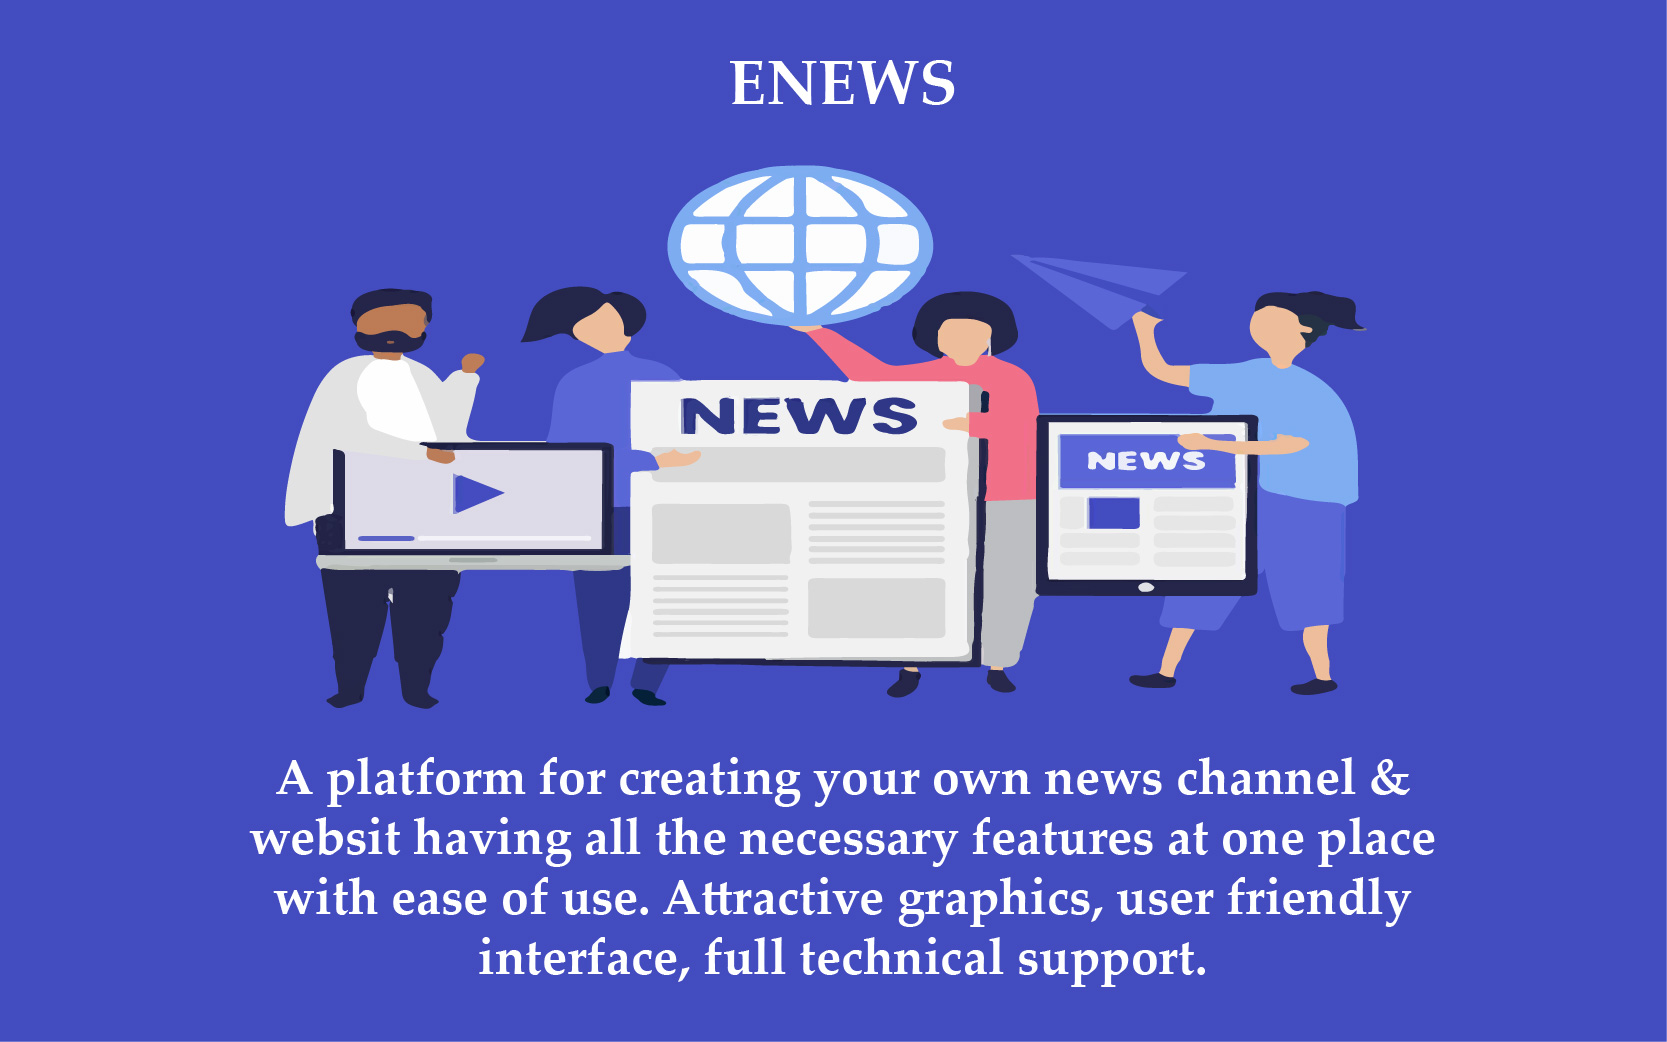 ENEWS
NEWS
NEWS
A platform for creating your own news channel &
websit having all the necessary features at one place
with ease of use. Attractive graphics, user friendly
interface, full technical support.